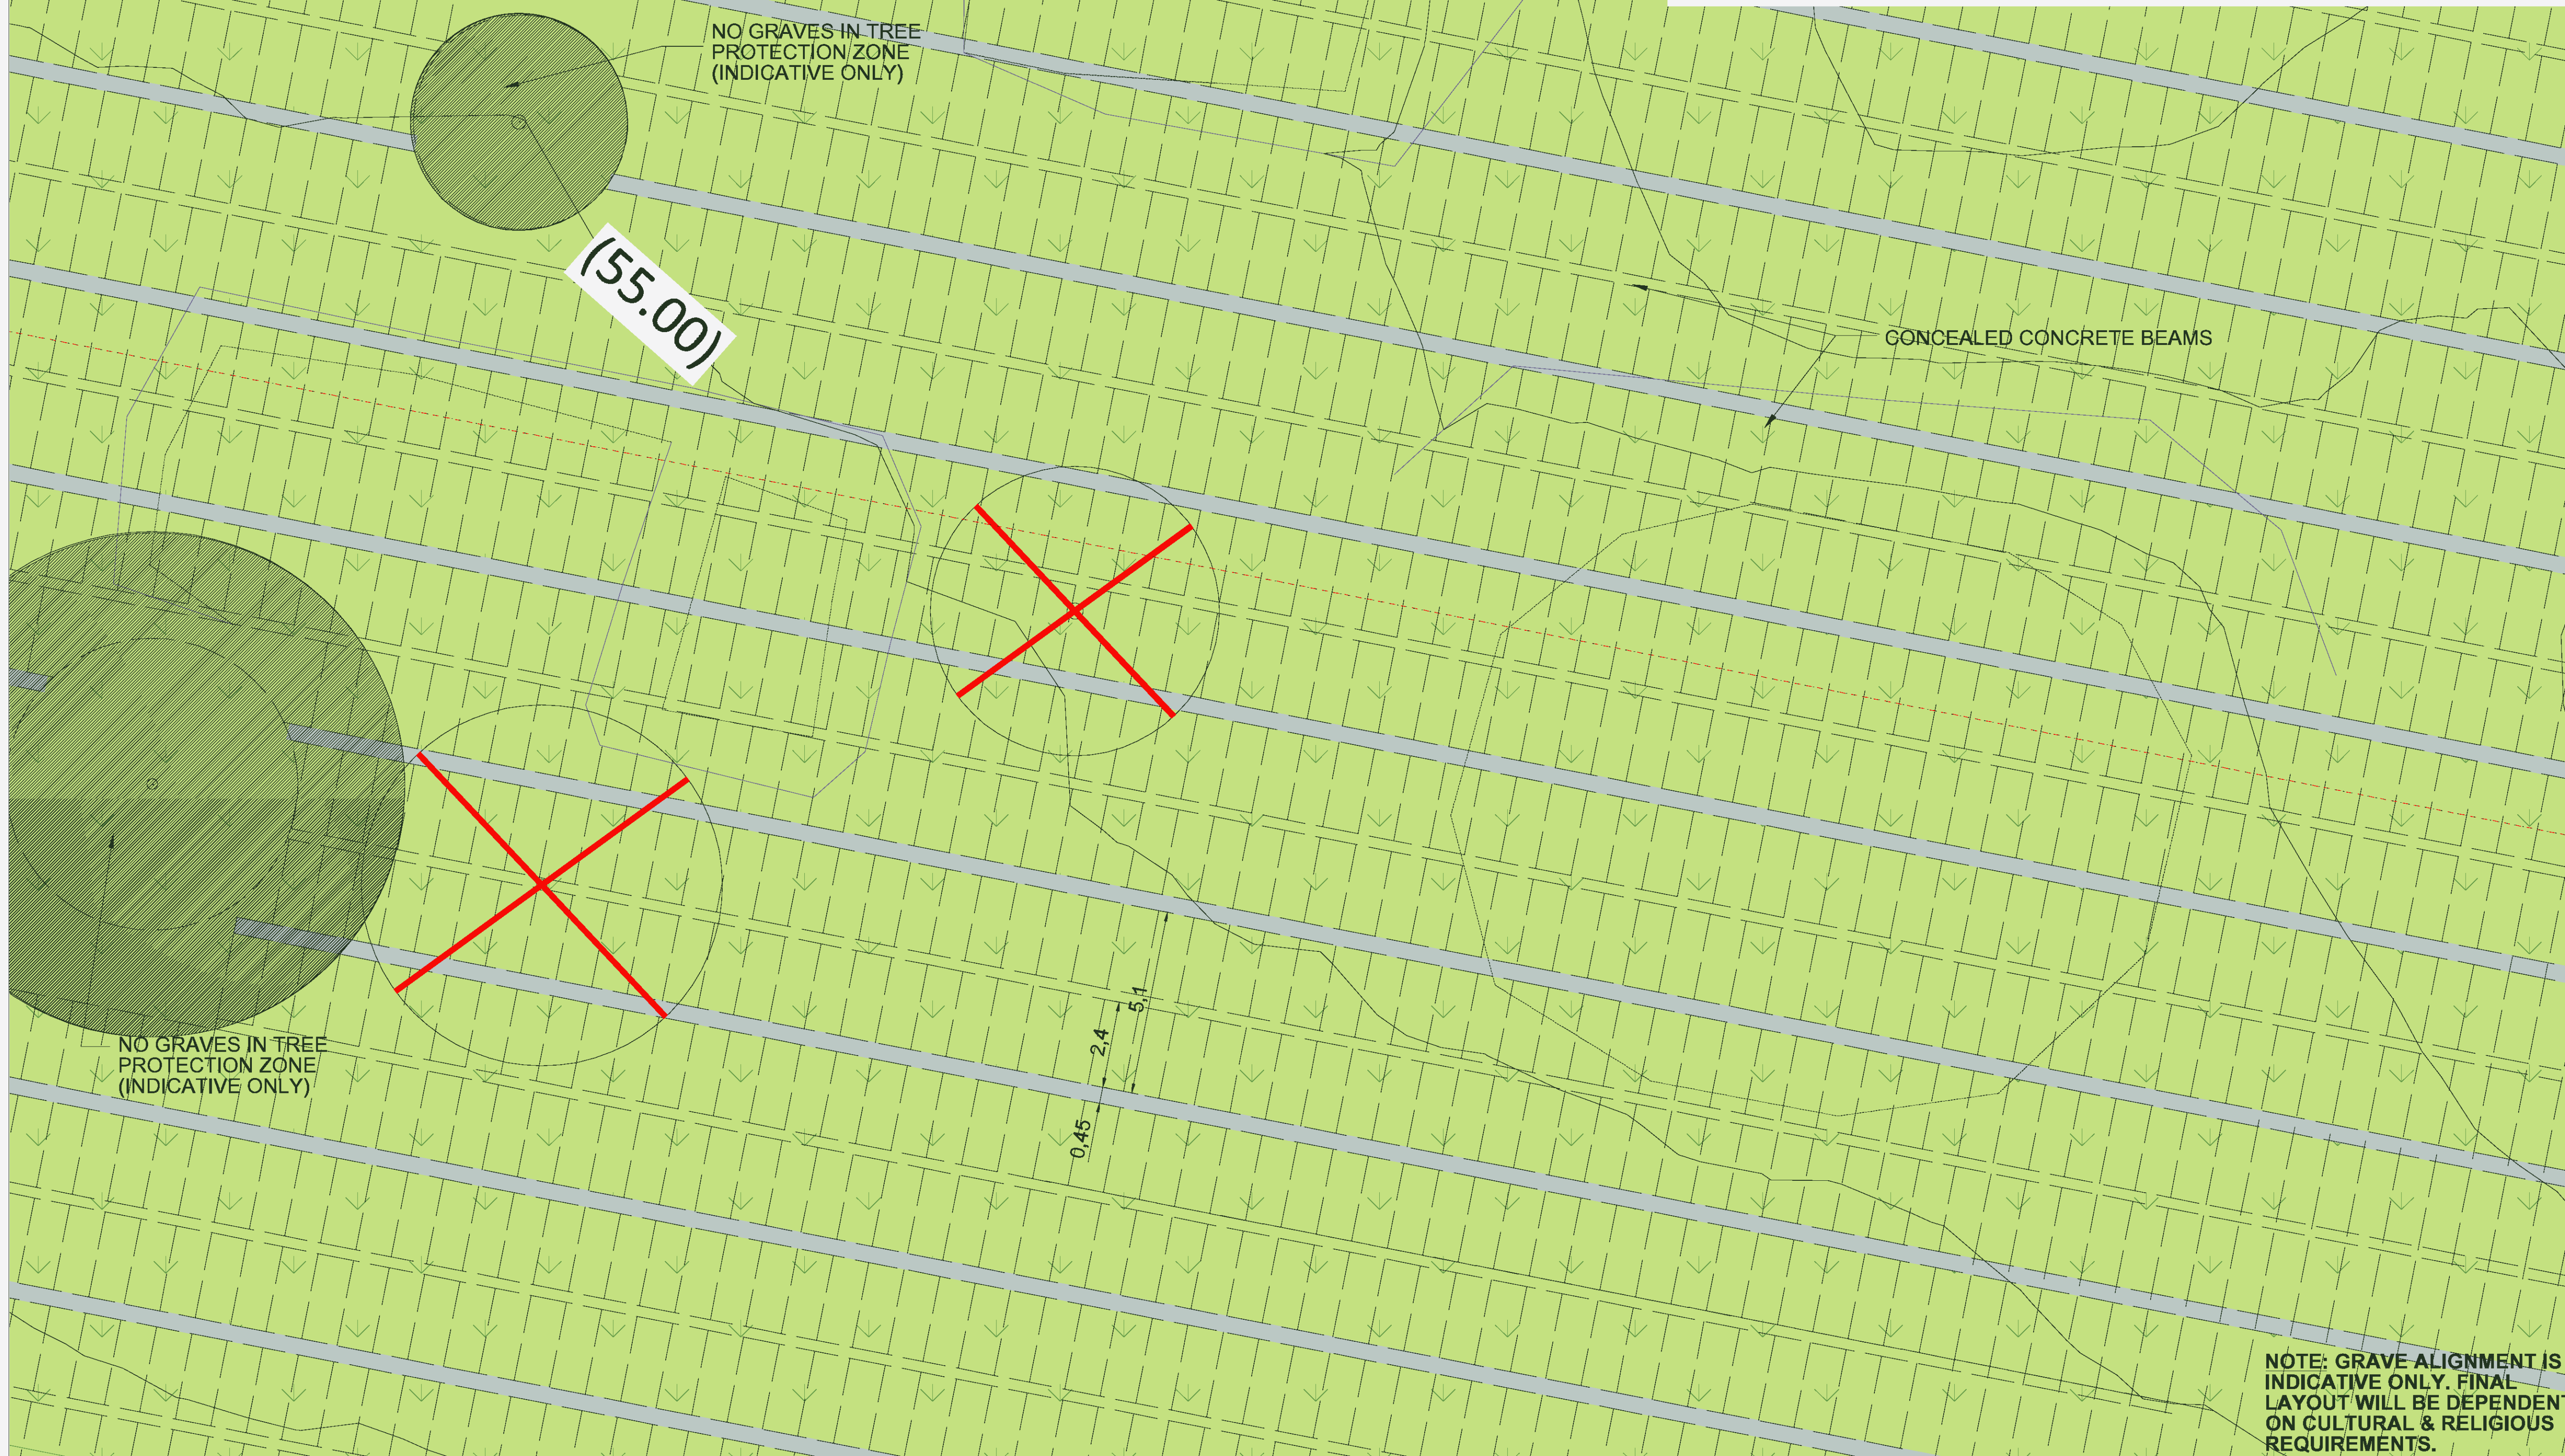 NO GRAVES IN TREE
PROTECTION ZONE
(INDICATIVE ONLY)
(55.00)
CONCEALED CONCRETE BEAMS
5,1
2,4
0,45
NO GRAVES IN TREE
PROTECTION ZONE
(INDICATIVE ONLY)
NOTE: GRAVE ALIGNMENT IS
INDICATIVE ONLY. FINAL
LAYOUT WILL BE DEPENDEN
ON CULTURAL & RELIGIOUS
REQUIREMENTS.